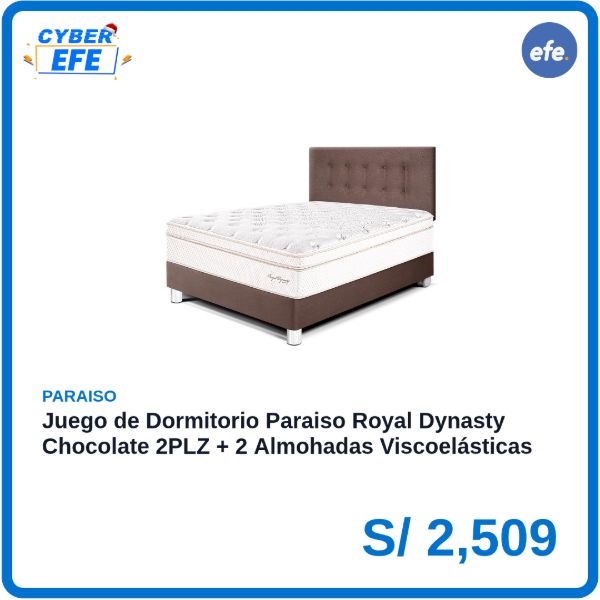 CYBER
EFE
efe.
PARAISO
Juego de Dormitorio Paraiso Royal Dynasty
Chocolate 2PLZ + 2 Almohadas Viscoelásticas
S/ 2,509